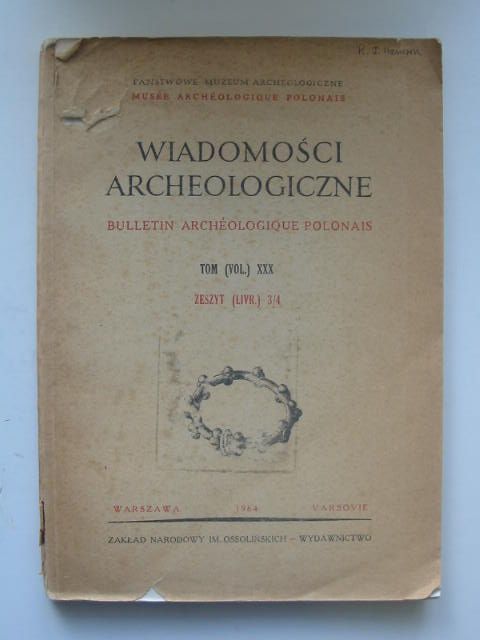 PAŃSTWOWE MUZEUM ARCHEOLOGICZNE
MUSÉE ARCHÉOLOGIQUE POLONAIS
WIADOMOŚCI
ARCHEOLOGICZNE
BULLETIN ARCHÉOLOGIQUE POLONAIS
TOM (VOL.) XXX
ZESZYT (LIVR.) 3/4
WARSZAWA 1964 VARSOVIE
ZAKŁAD NARODOWY IM. OSSOLIŃSKICH – WYDAWNICTWO